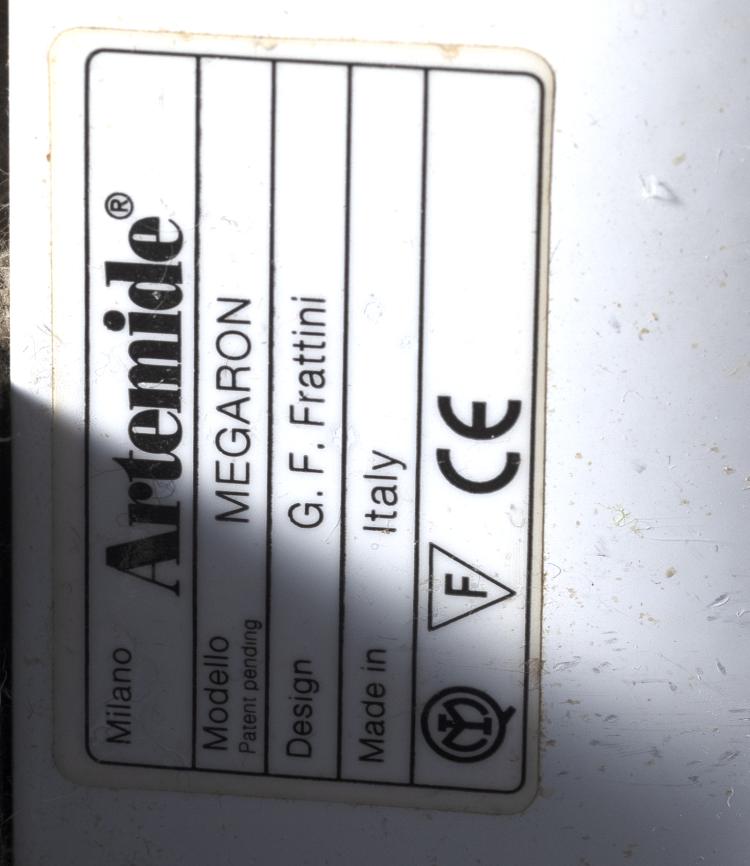 Milano Artemide®
Modello MEGARON
Patent pending
Design G. F. Frattini
Made in Italy
F CE